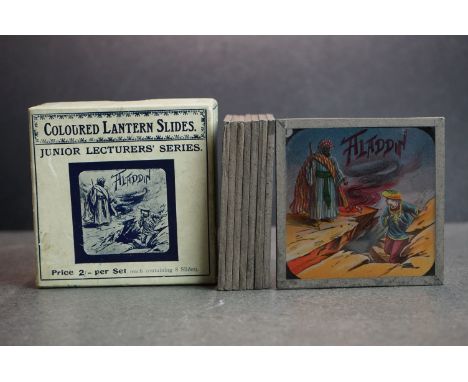 COLOURED LANTERN SLIDES.
JUNIOR LECTURERS' SERIES.
ALADDIN
Price 2/- per Set each containing 8 Slides.
ALADDIN